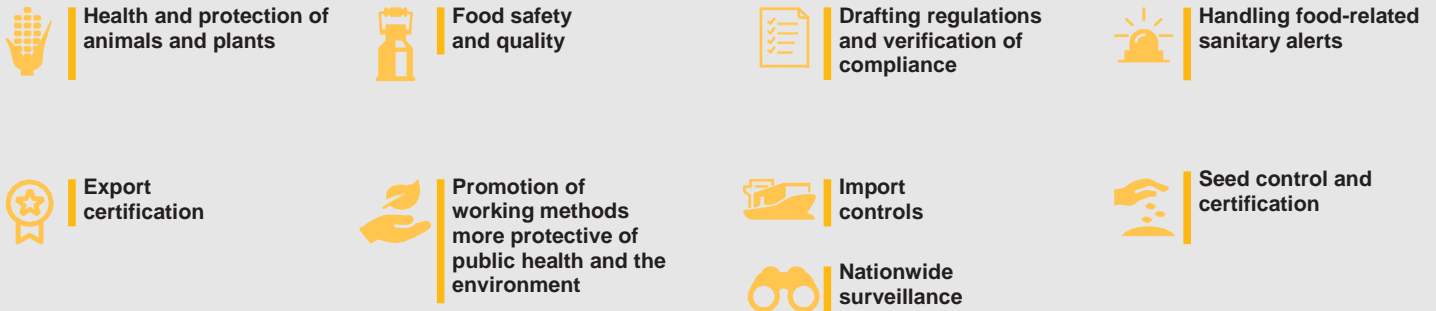 Health and protection of
animals and plants
Food safety
and quality
Drafting regulations
and verification of
compliance
Handling food-related
sanitary alerts
Export
certification
Promotion of
working methods
more protective of
public health and the
environment
Import
controls
Seed control and
certification
Nationwide
surveillance